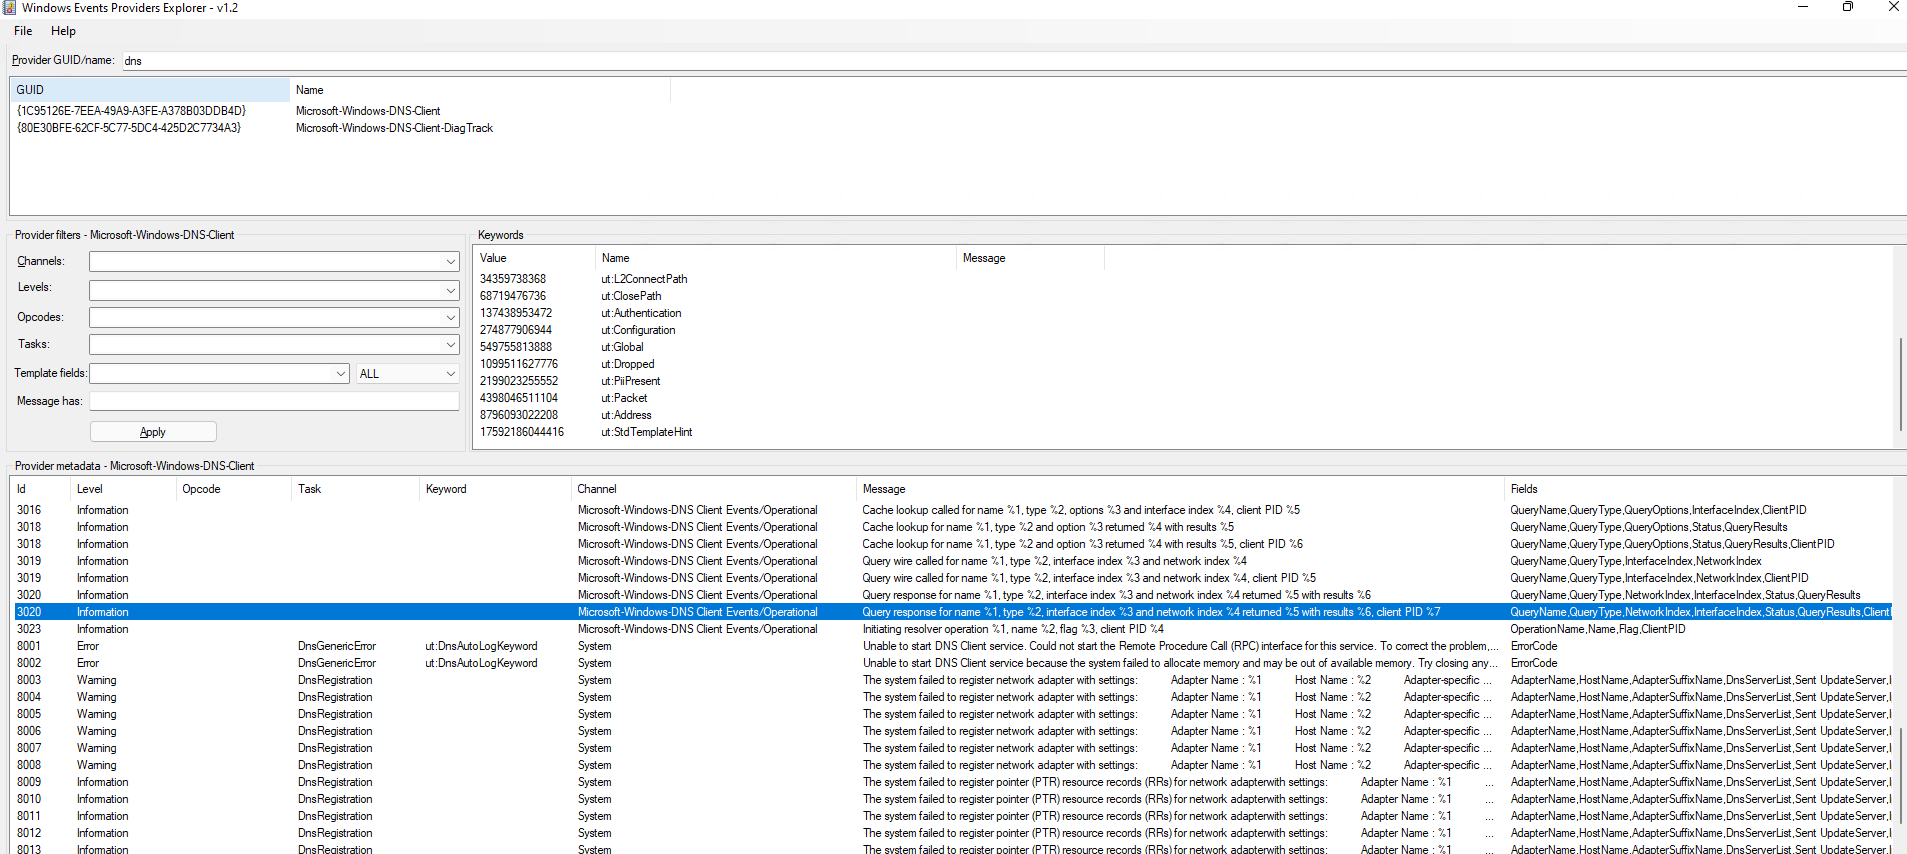 Windows Events Providers Explorer - v1.2
File Help
Provider GUID/name: dns
GUID Name
{1C95126E-7EEA-49A9-A3FE-A378B03DDB4D} Microsoft-Windows-DNS-Client
{80E30BFE-62CF-5C77-5DC4-425D2C7734A3} Microsoft-Windows-DNS-Client-DiagTrack
Provider filters - Microsoft-Windows-DNS-Client
Channels:
Levels:
Opcodes:
Tasks:
Template fields: ALL
Message has:
Apply
Keywords
Value Name Message
34359738368 ut:L2ConnectPath
68719476736 ut:ClosePath
137438953472 ut:Authentication
274877906944 ut:Configuration
549755813888 ut:Global
1099511627776 ut:Dropped
2199023255552 ut:PiiPresent
4398046511104 ut:Packet
8796093022208 ut:Address
17592186044416 ut:StdTemplateHint
Provider metadata - Microsoft-Windows-DNS-Client
Id Level Opcode Task Keyword Channel Message Fields
3016 Information Microsoft-Windows-DNS Client Events/Operational Cache lookup called for name %1, type %2, options %3 and interface index %4, client PID %5 QueryName,QueryType,QueryOptions,InterfaceIndex,ClientPID
3018 Information Microsoft-Windows-DNS Client Events/Operational Cache lookup for name %1, type %2 and option %3 returned %4 with results %5 QueryName,QueryType,QueryOptions,Status,QueryResults
3018 Information Microsoft-Windows-DNS Client Events/Operational Cache lookup for name %1, type %2 and option %3 returned %4 with results %5, client PID %6 QueryName,QueryType,QueryOptions,Status,QueryResults,ClientPID
3019 Information Microsoft-Windows-DNS Client Events/Operational Query wire called for name %1, type %2, interface index %3 and network index %4 QueryName,QueryType,InterfaceIndex,NetworkIndex
3019 Information Microsoft-Windows-DNS Client Events/Operational Query wire called for name %1, type %2, interface index %3 and network index %4, client PID %5 QueryName,QueryType,InterfaceIndex,NetworkIndex,ClientPID
3020 Information Microsoft-Windows-DNS Client Events/Operational Query response for name %1, type %2, interface index %3 and network index %4 returned %5 with results %6 QueryName,QueryType,NetworkIndex,InterfaceIndex,Status,QueryResults
3020 Information Microsoft-Windows-DNS Client Events/Operational Query response for name %1, type %2, interface index %3 and network index %4 returned %5 with results %6, client PID %7 QueryName,QueryType,NetworkIndex,InterfaceIndex,Status,QueryResults,Client
3023 Information Microsoft-Windows-DNS Client Events/Operational Initiating resolver operation %1, name %2, flag %3, client PID %4 OperationName,Name,Flag,ClientPID
8001 Error DnsGenericError ut:DnsAutoLogKeyword System Unable to start DNS Client service. Could not start the Remote Procedure Call (RPC) interface for this service. To correct the problem,... ErrorCode
8002 Error DnsGenericError ut:DnsAutoLogKeyword System Unable to start DNS Client service because the system failed to allocate memory and may be out of available memory. Try closing any... ErrorCode
8003 Warning DnsRegistration System The system failed to register network adapter with settings: Adapter Name : %1 Host Name : %2 Adapter-specific ... AdapterName,HostName,AdapterSuffixName,DnsServerList,Sent UpdateServer,I
8004 Warning DnsRegistration System The system failed to register network adapter with settings: Adapter Name : %1 Host Name : %2 Adapter-specific ... AdapterName,HostName,AdapterSuffixName,DnsServerList,Sent UpdateServer,I
8005 Warning DnsRegistration System The system failed to register network adapter with settings: Adapter Name : %1 Host Name : %2 Adapter-specific ... AdapterName,HostName,AdapterSuffixName,DnsServerList,Sent UpdateServer,I
8006 Warning DnsRegistration System The system failed to register network adapter with settings: Adapter Name : %1 Host Name : %2 Adapter-specific ... AdapterName,HostName,AdapterSuffixName,DnsServerList,Sent UpdateServer,I
8007 Warning DnsRegistration System The system failed to register network adapter with settings: Adapter Name : %1 Host Name : %2 Adapter-specific ... AdapterName,HostName,AdapterSuffixName,DnsServerList,Sent UpdateServer,I
8008 Warning DnsRegistration System The system failed to register network adapter with settings: Adapter Name : %1 Host Name : %2 Adapter-specific ... AdapterName,HostName,AdapterSuffixName,DnsServerList,Sent UpdateServer,I
8009 Information DnsRegistration System The system failed to register pointer (PTR) resource records (RRs) for network adapterwith settings: Adapter Name : %1 ... AdapterName,HostName,AdapterSuffixName,DnsServerList,Sent UpdateServer,I
8010 Information DnsRegistration System The system failed to register pointer (PTR) resource records (RRs) for network adapterwith settings: Adapter Name : %1 ... AdapterName,HostName,AdapterSuffixName,DnsServerList,Sent UpdateServer,I
8011 Information DnsRegistration System The system failed to register pointer (PTR) resource records (RRs) for network adapterwith settings: Adapter Name : %1 ... AdapterName,HostName,AdapterSuffixName,DnsServerList,Sent UpdateServer,I
8012 Information DnsRegistration System The system failed to register pointer (PTR) resource records (RRs) for network adapterwith settings: Adapter Name : %1 ... AdapterName,HostName,AdapterSuffixName,DnsServerList,Sent UpdateServer,I
8013 Information DnsRegistration System The system failed to register pointer (PTR) resource records (RRs) for network adapterwith settings: Adapter Name : %1 ... AdapterName,HostName,AdapterSuffixName,DnsServerList,Sent UpdateServer,I